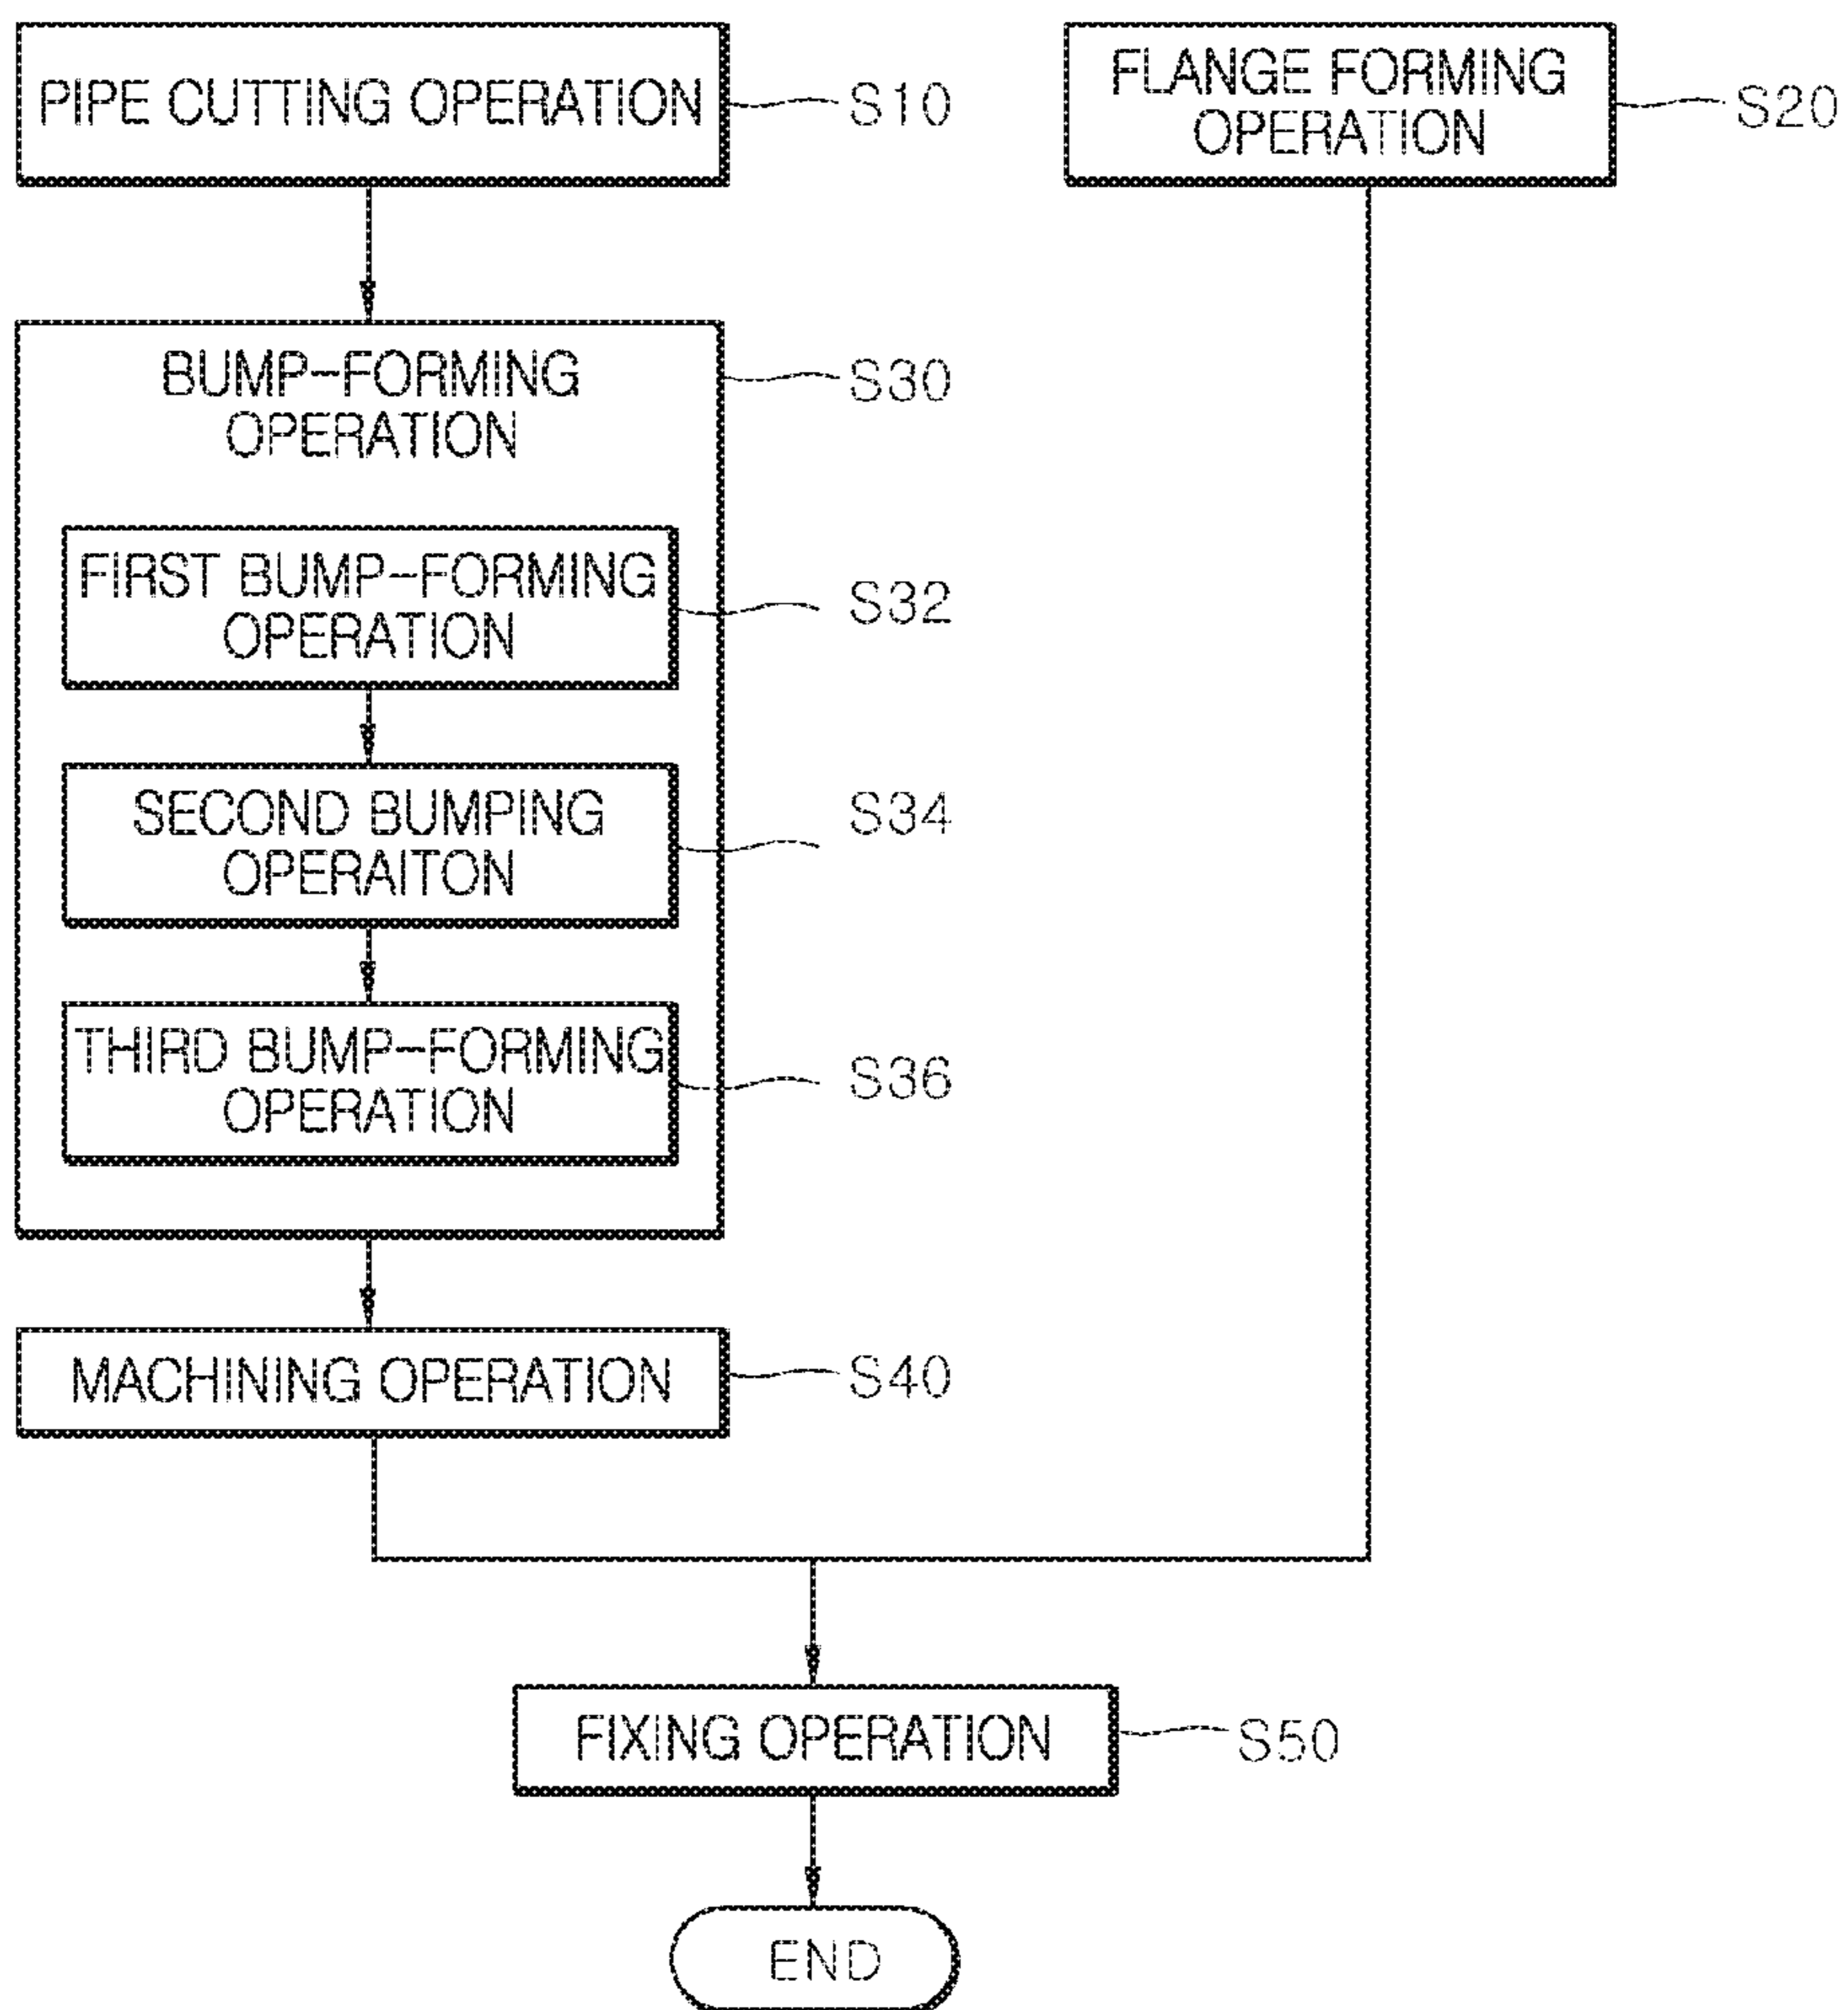 PIPE CUTTING OPERATION
S10
FLANGE FORMING
OPERATION
S20
BUMP-FORMING
OPERATION
S30
FIRST BUMP-FORMING
OPERATION
S32
SECOND BUMPING
OPERAITON
S34
THIRD BUMP-FORMING
OPERATION
S36
MACHINING OPERATION
S40
FIXING OPERATION
S50
END